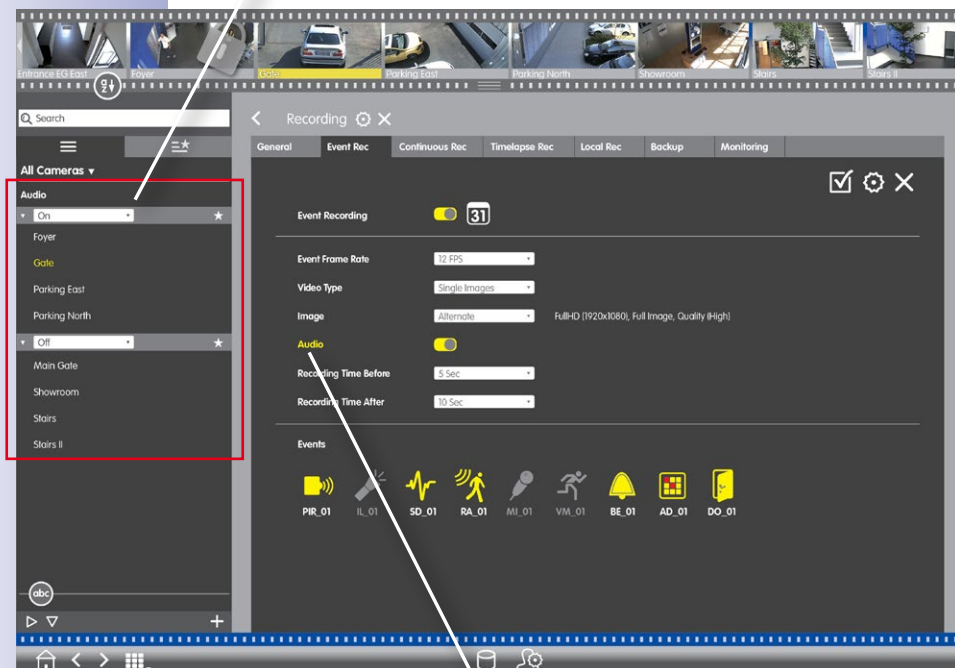 Entrance EG East
Foyer
Gate
Parking East
Parking North
Showroom
Stairs
Stairs II
Search
All Cameras
Audio
On
Foyer
Gate
Parking East
Parking North
Off
Main Gate
Showroom
Stairs
Stairs II
abc
Recording
General Event Rec Continuous Rec Timelapse Rec Local Rec Backup Monitoring
Event Recording 31
Event Frame Rate 12 FPS
Video Type Single Images
Image Alternate FullHD (1920x1080), Full Image, Quality (High)
Audio
Recording Time Before 5 Sec
Recording Time After 10 Sec
Events
PIR_01 IL_01 SD_01 RA_01 MI_01 VM_01 BE_01 AD_01 DO_01